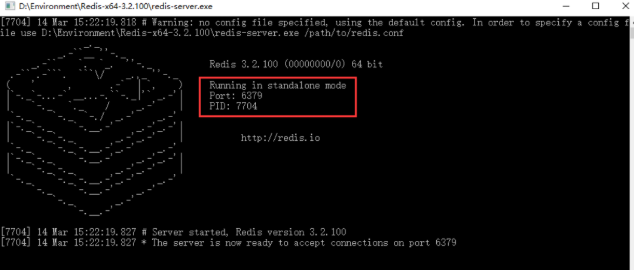 D:\Environment\Redis-x64-3.2.100\redis-server.exe
[7704] 14 Mar 15:22:19.818 # Warning: no config file specified, using the default config. In order to specify a config f
ile use D:\Environment\Redis-x64-3.2.100\redis-server.exe /path/to/redis.conf
Redis 3.2.100 (00000000/0) 64 bit
Running in standalone mode
Port: 6379
PID: 7704
http://redis.io
[7704] 14 Mar 15:22:19.827 # Server started, Redis version 3.2.100
[7704] 14 Mar 15:22:19.827 * The server is now ready to accept connections on port 6379